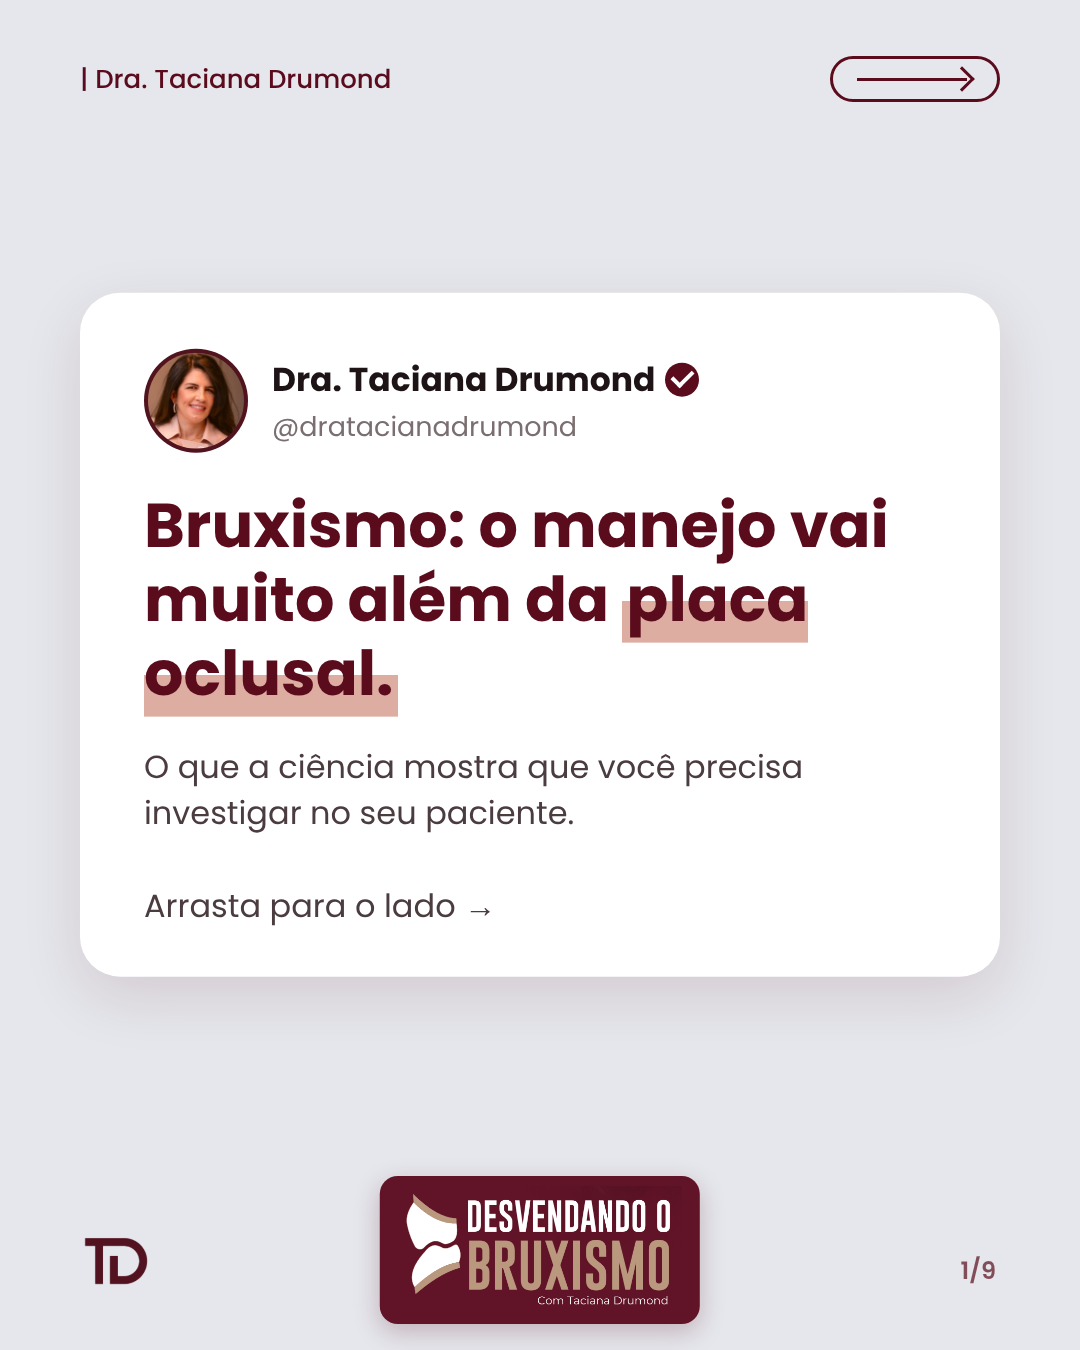 | Dra. Taciana Drumond
Dra. Taciana Drumond
@dratacianadrumond
Bruxismo: o manejo vai
muito além da placa
oclusal.
O que a ciência mostra que você precisa
investigar no seu paciente.
Arrasta para o lado →
TD
DESVENDANDO O
BRUXISMO
Com Taciana Drumond
1/9